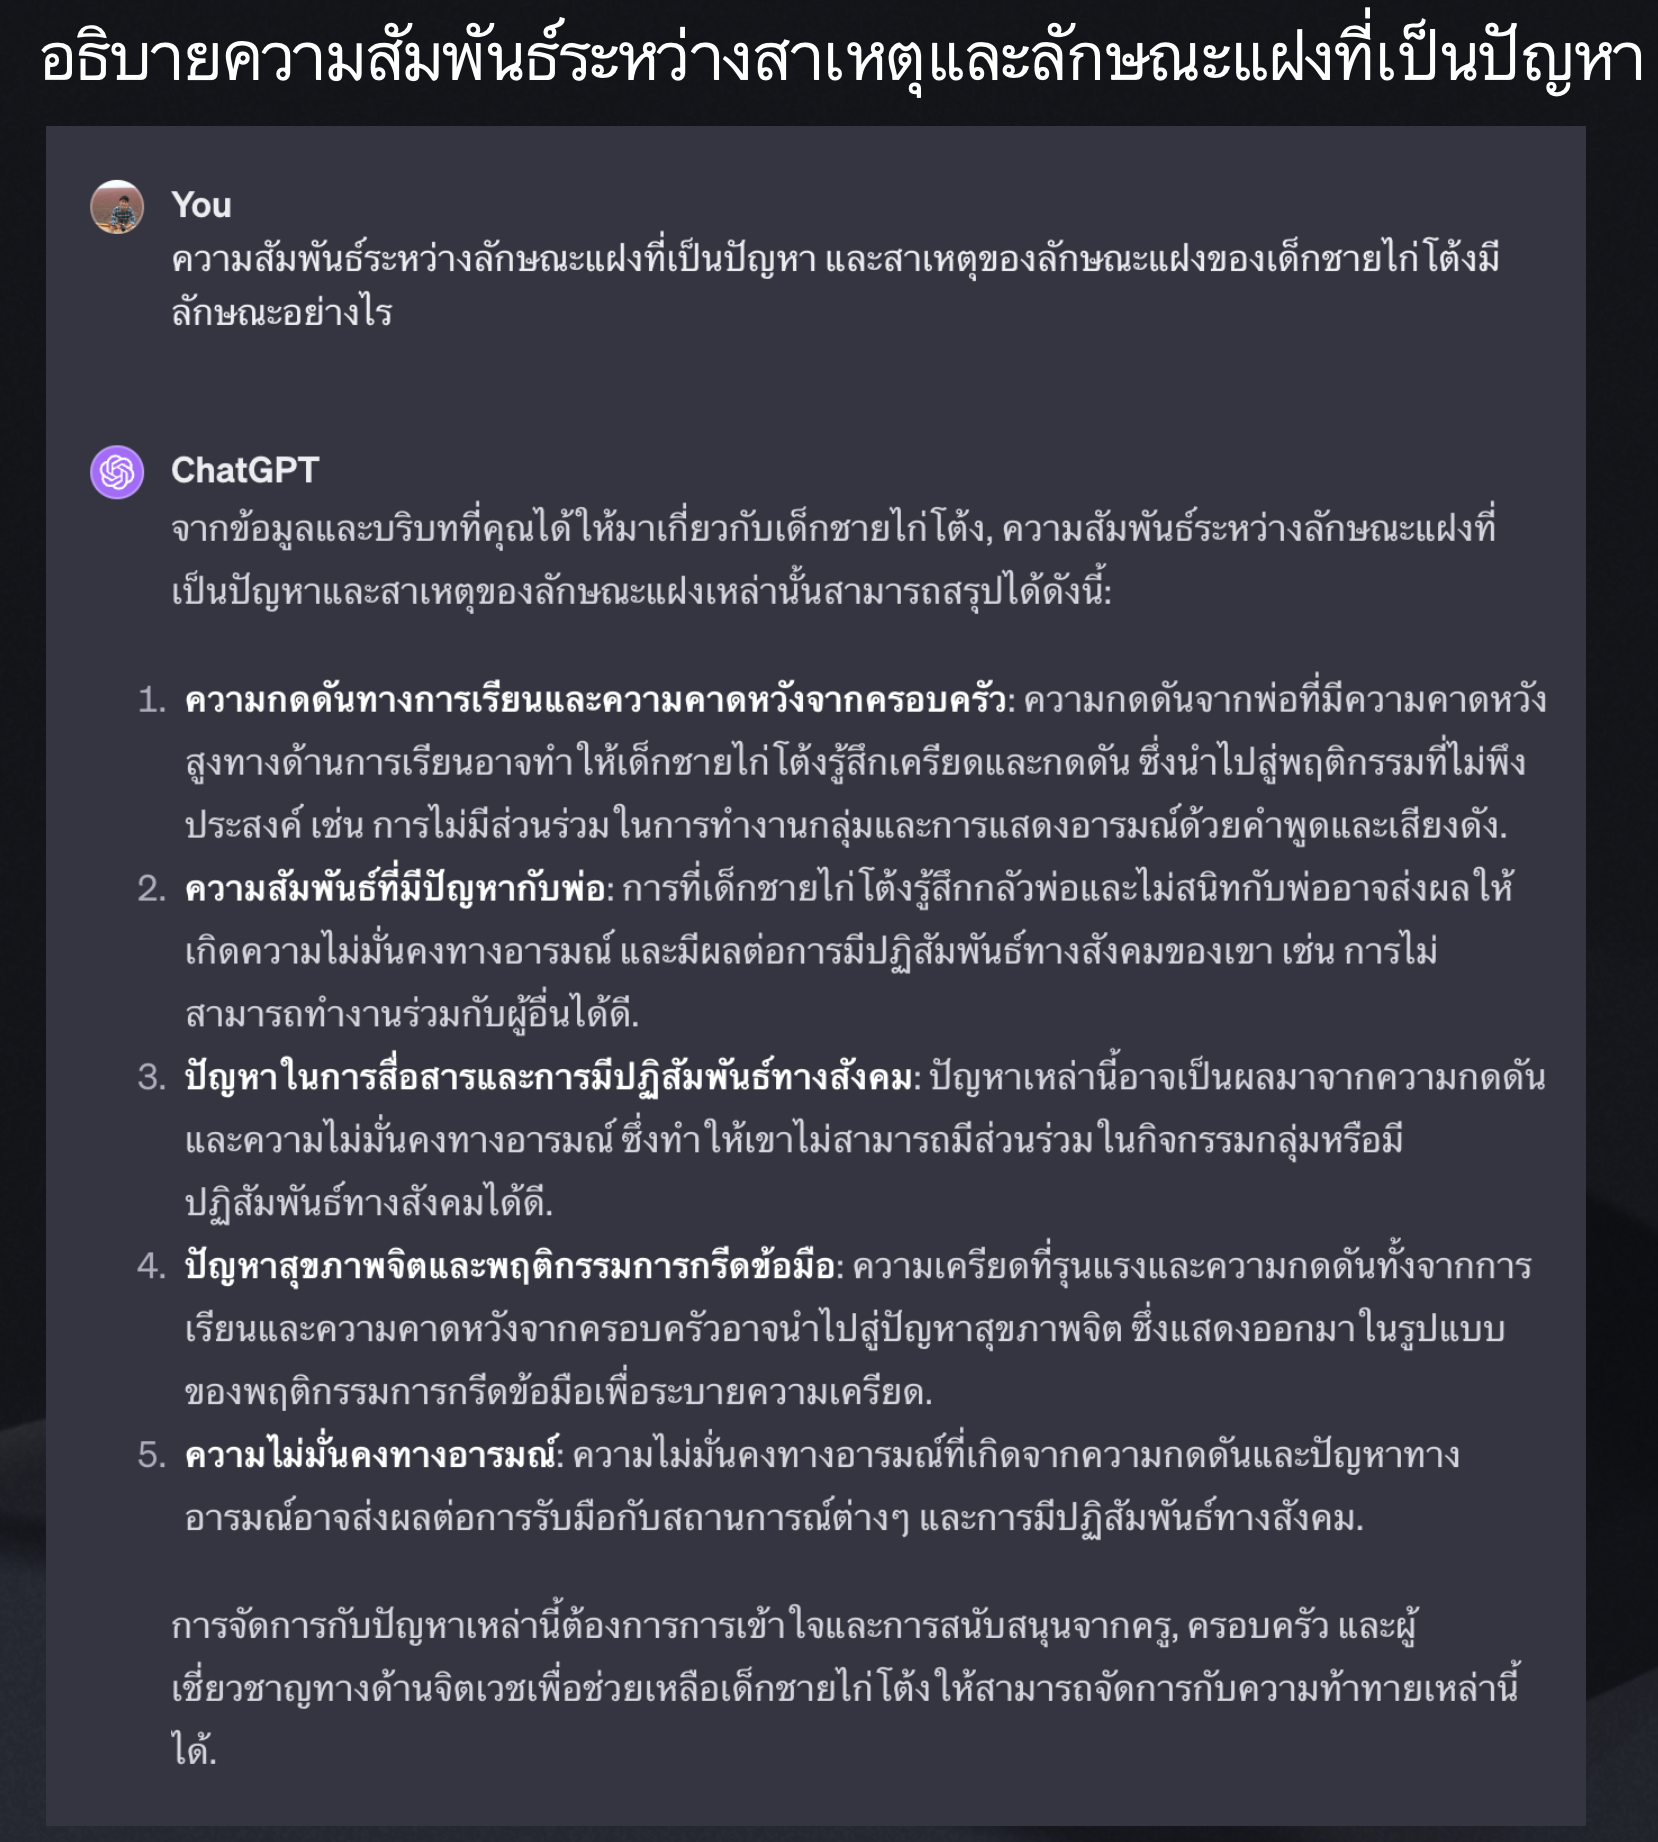 อธิบายความสัมพันธ์ระหว่างสาเหตุและลักษณะแฝงที่เป็นปัญหา
You
ความสัมพันธ์ระหว่างลักษณะแฝงที่เป็นปัญหา และสาเหตุของลักษณะแฝงของเด็กชายไก่โต้งมี
ลักษณะอย่างไร
ChatGPT
จากข้อมูลและบริบทที่คุณได้ให้มาเกี่ยวกับเด็กชายไก่โต้ง, ความสัมพันธ์ระหว่างลักษณะแฝงที่
เป็นปัญหาและสาเหตุของลักษณะแฝงเหล่านั้นสามารถสรุปได้ดังนี้:
1. ความกดดันทางการเรียนและความคาดหวังจากครอบครัว: ความกดดันจากพ่อที่มีความคาดหวัง
สูงทางด้านการเรียนอาจทำให้เด็กชายไก่โต้งรู้สึกเครียดและกดดัน ซึ่งนำไปสู่พฤติกรรมที่ไม่พึง
ประสงค์ เช่น การไม่มีส่วนร่วมในการทำงานกลุ่มและการแสดงอารมณ์ด้วยคำพูดและเสียงดัง.
2. ความสัมพันธ์ที่มีปัญหากับพ่อ: การที่เด็กชายไก่โต้งรู้สึกกลัวพ่อและไม่สนิทกับพ่ออาจส่งผลให้
เกิดความไม่มั่นคงทางอารมณ์ และมีผลต่อการมีปฏิสัมพันธ์ทางสังคมของเขา เช่น การไม่
สามารถทำงานร่วมกับผู้อื่นได้ดี.
3. ปัญหาในการสื่อสารและการมีปฏิสัมพันธ์ทางสังคม: ปัญหาเหล่านี้อาจเป็นผลมาจากความกดดัน
และความไม่มั่นคงทางอารมณ์ ซึ่งทำให้เขาไม่สามารถมีส่วนร่วมในกิจกรรมกลุ่มหรือมี
ปฏิสัมพันธ์ทางสังคมได้ดี.
4. ปัญหาสุขภาพจิตและพฤติกรรมการกรีดข้อมือ: ความเครียดที่รุนแรงและความกดดันทั้งจากการ
เรียนและความคาดหวังจากครอบครัวอาจนำไปสู่ปัญหาสุขภาพจิต ซึ่งแสดงออกมาในรูปแบบ
ของพฤติกรรมการกรีดข้อมือเพื่อระบายความเครียด.
5. ความไม่มั่นคงทางอารมณ์: ความไม่มั่นคงทางอารมณ์ที่เกิดจากความกดดันและปัญหาทาง
อารมณ์อาจส่งผลต่อการรับมือกับสถานการณ์ต่างๆ และการมีปฏิสัมพันธ์ทางสังคม.
การจัดการกับปัญหาเหล่านี้ต้องการการเข้าใจและการสนับสนุนจากครู, ครอบครัว และผู้
เชี่ยวชาญทางด้านจิตเวชเพื่อช่วยเหลือเด็กชายไก่โต้งให้สามารถจัดการกับความท้าทายเหล่านี้
ได้.